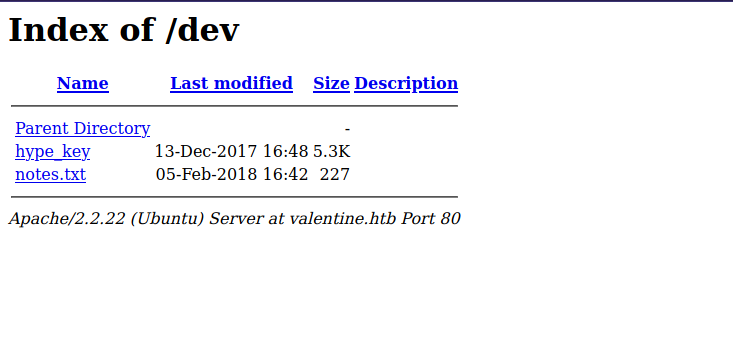 Index of /dev
Name Last modified Size Description
Parent Directory -
hype_key 13-Dec-2017 16:48 5.3K
notes.txt 05-Feb-2018 16:42 227
Apache/2.2.22 (Ubuntu) Server at valentine.htb Port 80